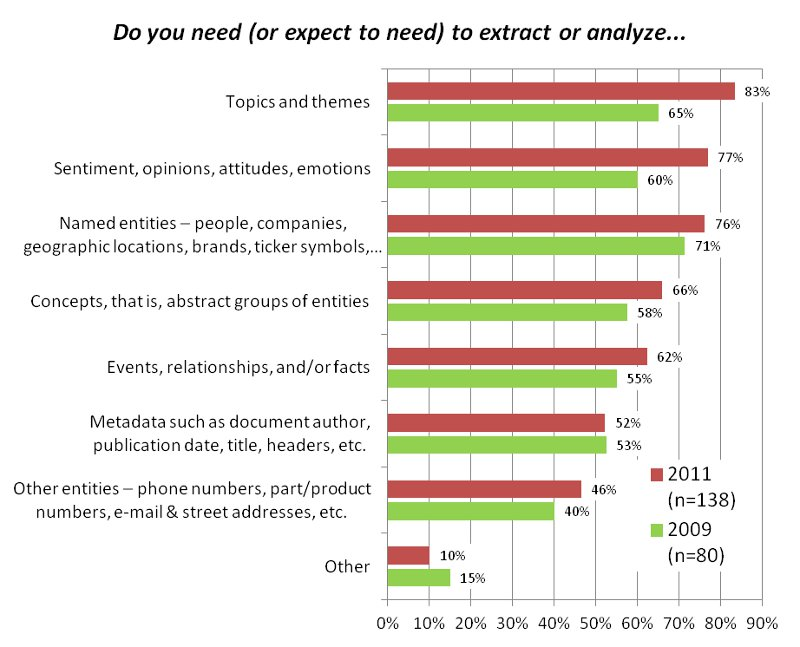 Do you need (or expect to need) to extract or analyze...
Topics and themes
83%
65%
Sentiment, opinions, attitudes, emotions
77%
60%
Named entities – people, companies,
geographic locations, brands, ticker symbols,...
76%
71%
Concepts, that is, abstract groups of entities
66%
58%
Events, relationships, and/or facts
62%
55%
Metadata such as document author,
publication date, title, headers, etc.
52%
53%
Other entities – phone numbers, part/product
numbers, e-mail & street addresses, etc.
46%
40%
Other
10%
15%
2011
(n=138)
2009
(n=80)
0% 10% 20% 30% 40% 50% 60% 70% 80% 90%